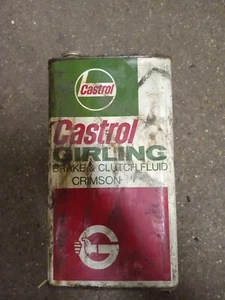 Castrol
Castrol
GIRLING
BRAKE & CLUTCH FLUID
CRIMSON
G